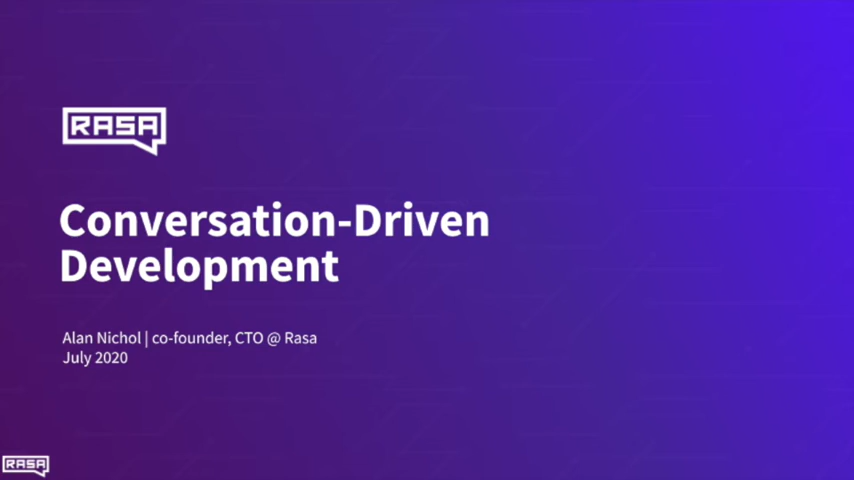 RASA
Conversation-Driven
Development
Alan Nichol | co-founder, CTO @ Rasa
July 2020
RASA